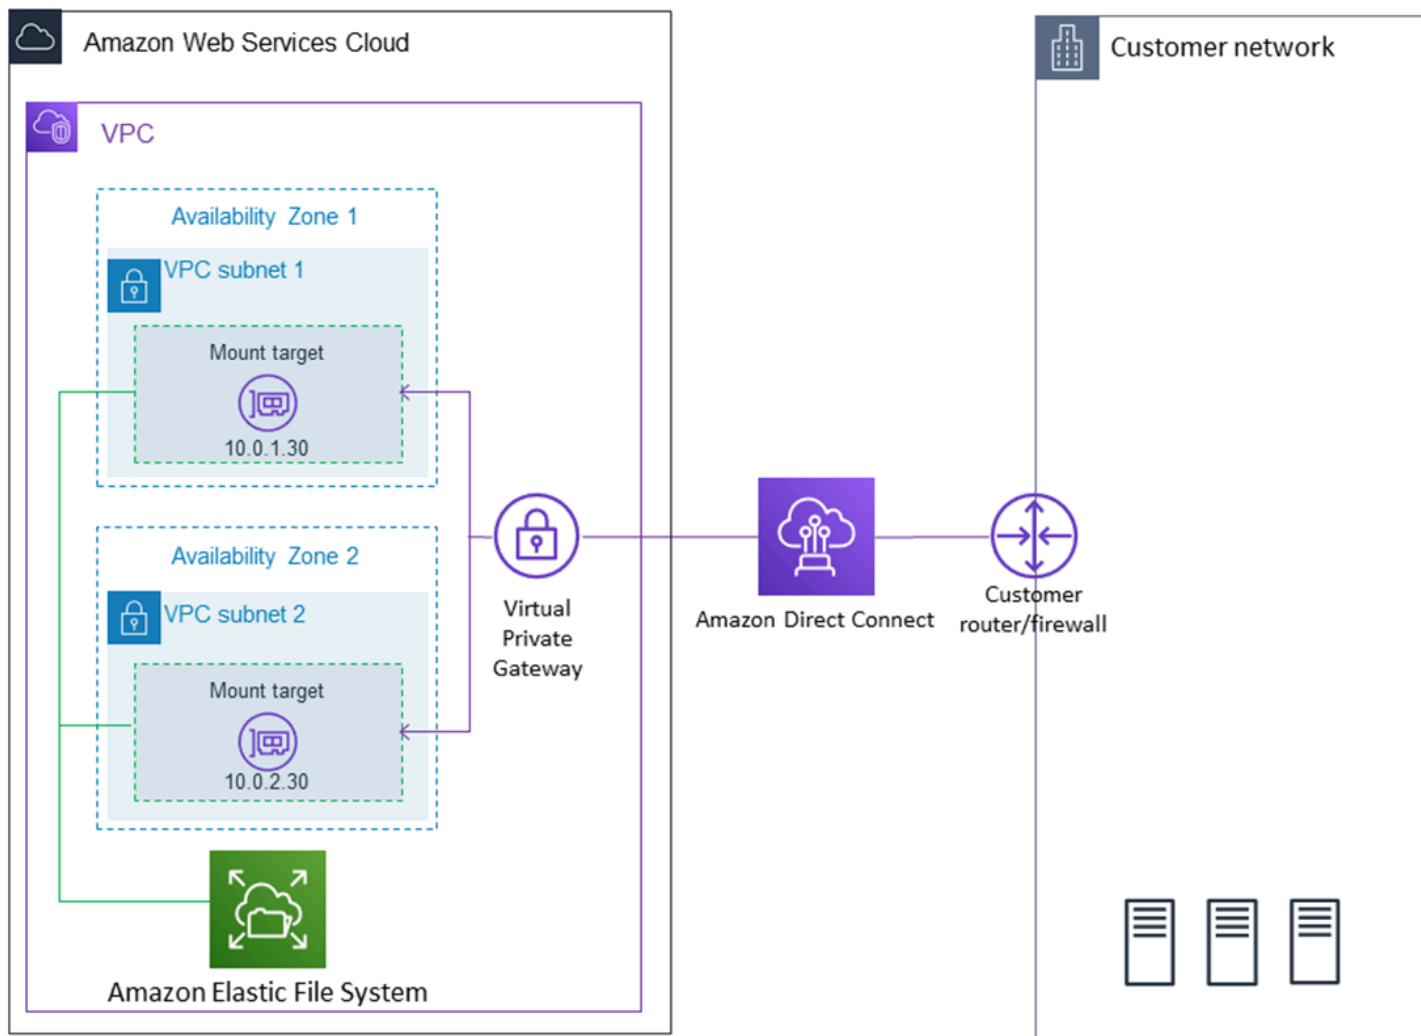 Amazon Web Services Cloud
Customer network
VPC
Availability Zone 1
VPC subnet 1
Mount target
10.0.1.30
Availability Zone 2
VPC subnet 2
Mount target
10.0.2.30
Virtual
Private
Gateway
Amazon Direct Connect
Customer
router/firewall
Amazon Elastic File System